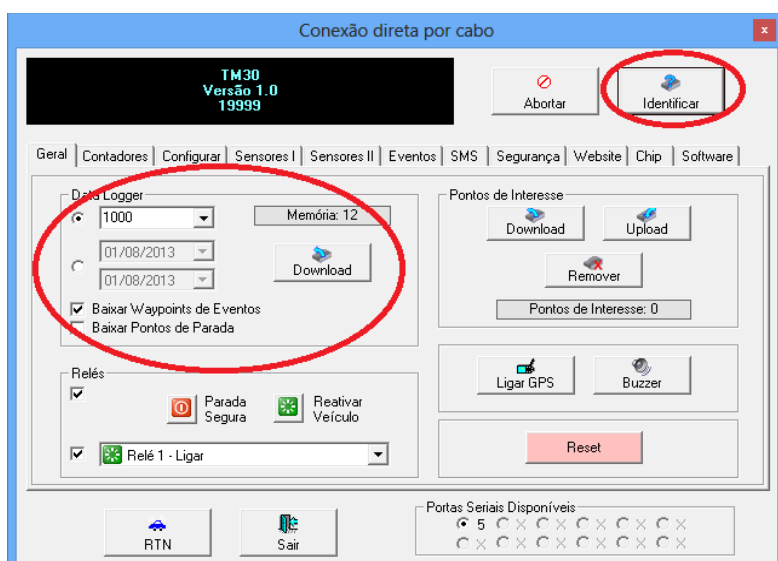 Conexão direta por cabo
x
TM30
Versão 1.0
19999
Abortar
Identificar
Geral Contadores Configurar Sensores I Sensores II Eventos SMS Segurança Website Chip Software
Data Logger
1000
Memória: 12
01/08/2013
01/08/2013
Download
Baixar Waypoints de Eventos
Baixar Pontos de Parada
Pontos de Interesse
Download
Upload
Remover
Pontos de Interesse: 0
Relés
Parada
Segura
Reativar
Veículo
Relé 1 - Ligar
Ligar GPS
Buzzer
Reset
RTN
Sair
Portas Seriais Disponíveis
5 X X X X X
X X X X X X